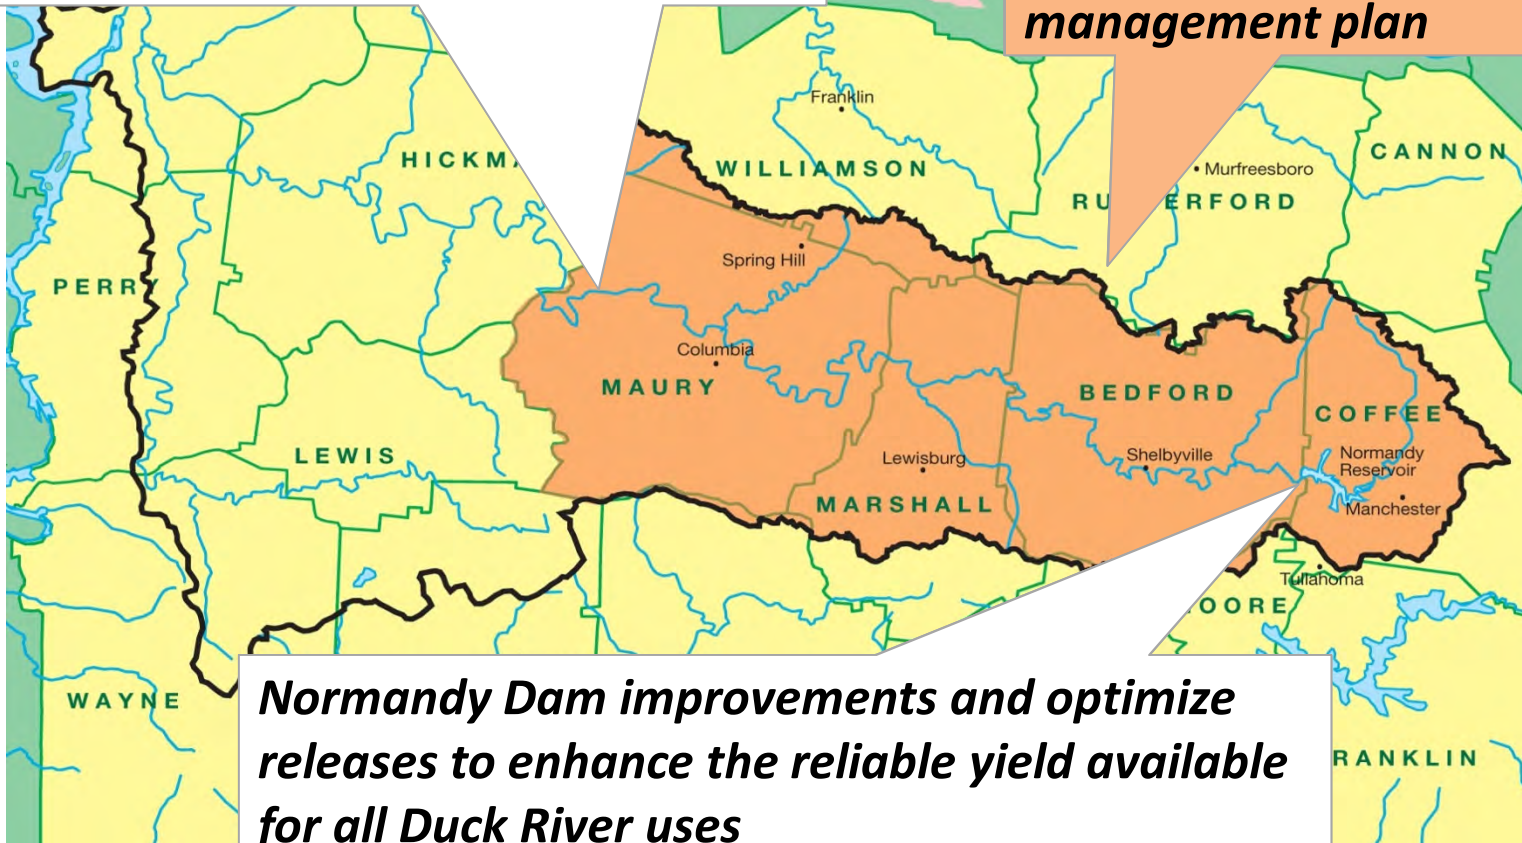 management plan
Franklin
HICKMA
WILLIAMSON
CANNON
Murfreesboro
RU ERFORD
PERRY
Spring Hill
Columbia
MAURY
BEDFORD
COFFEE
LEWIS
Lewisburg
Shelbyville
Normandy
Reservoir
MARSHALL
Manchester
Tullahoma
OORE
WAYNE
Normandy Dam improvements and optimize
releases to enhance the reliable yield available
for all Duck River uses
RANKLIN